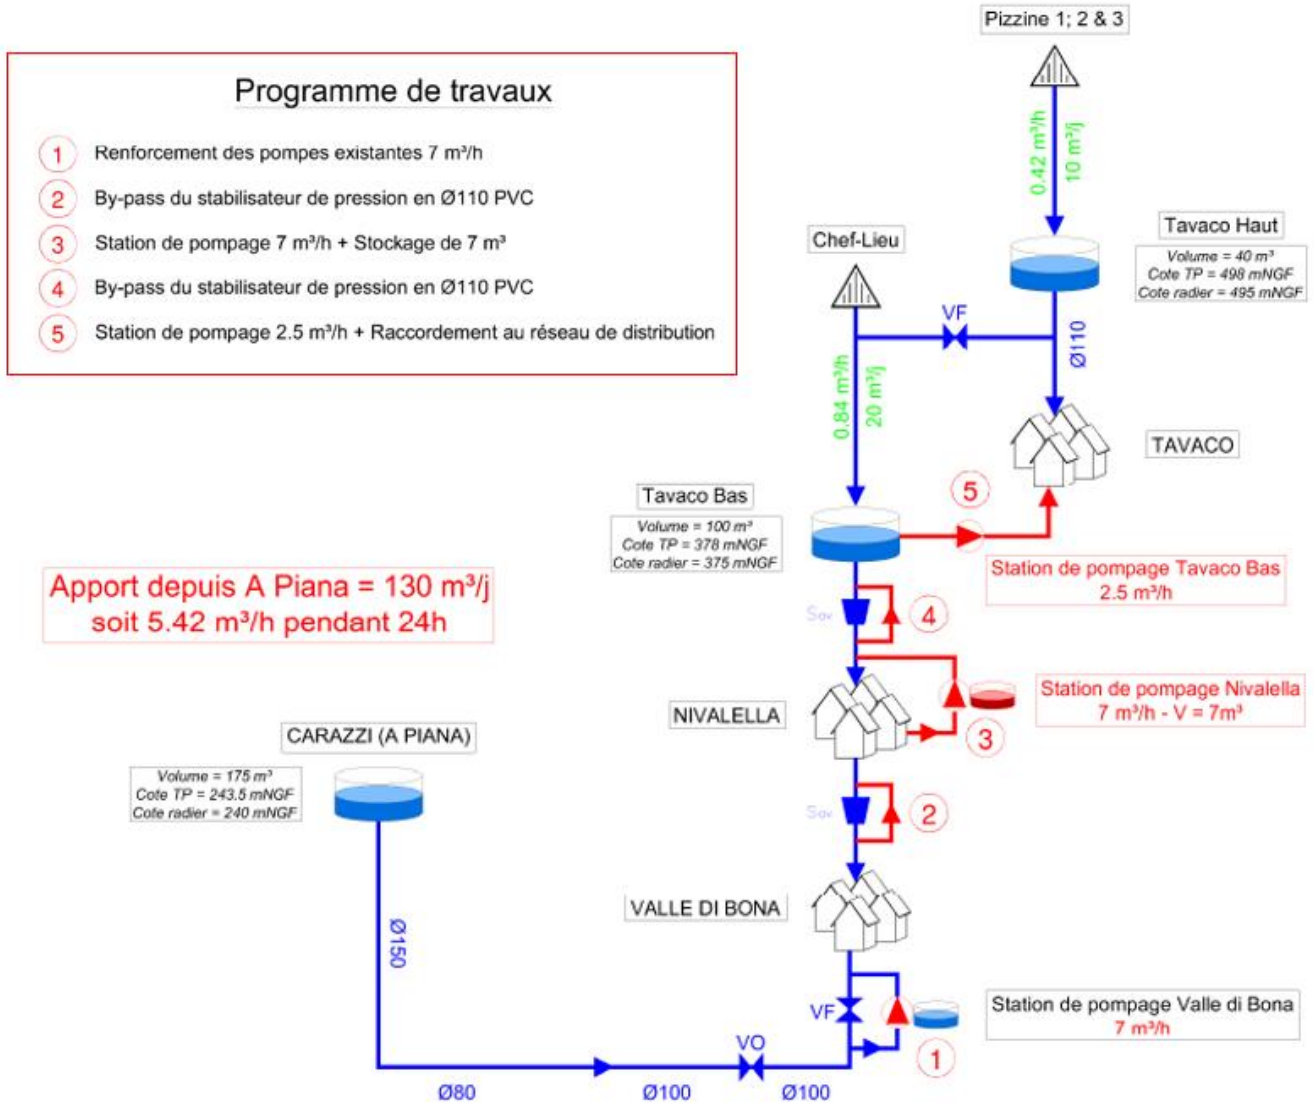 Pizzine 1; 2 & 3
Programme de travaux
1 Renforcement des pompes existantes 7 m³/h
2 By-pass du stabilisateur de pression en Ø110 PVC
3 Station de pompage 7 m³/h + Stockage de 7 m³
4 By-pass du stabilisateur de pression en Ø110 PVC
5 Station de pompage 2.5 m³/h + Raccordement au réseau de distribution
0.42 m³/h
10 m³/j
Tavaco Haut
Volume = 40 m³
Cote TP = 498 mNGF
Cote radier = 495 mNGF
Chef-Lieu
VF
Ø110
0.84 m³/h
20 m³/j
TAVACO
Tavaco Bas
Volume = 100 m³
Cote TP = 378 mNGF
Cote radier = 375 mNGF
5
Station de pompage Tavaco Bas
2.5 m³/h
Apport depuis A Piana = 130 m³/j
soit 5.42 m³/h pendant 24h
Sav
4
Station de pompage Nivalella
7 m³/h - V = 7m³
NIVALELLA
3
CARAZZI (A PIANA)
Volume = 175 m³
Cote TP = 243.5 mNGF
Cote radier = 240 mNGF
Sav
2
VALLE DI BONA
Ø150
VF
Station de pompage Valle di Bona
7 m³/h
1
VO
Ø80
Ø100
Ø100